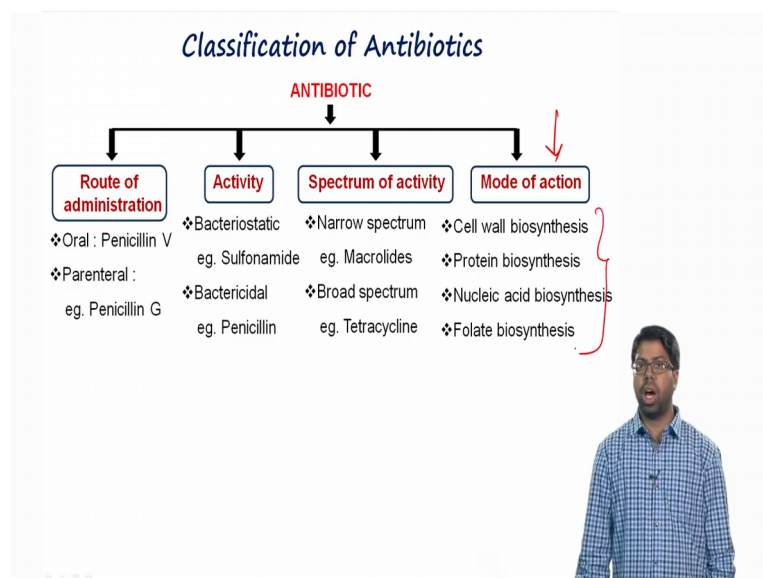 Classification of Antibiotics
ANTIBIOTIC
Route of
administration
❖Oral : Penicillin V
❖Parenteral :
eg. Penicillin G
Activity
❖Bacteriostatic
eg. Sulfonamide
❖Bactericidal
eg. Penicillin
Spectrum of activity
❖Narrow spectrum
eg. Macrolides
❖Broad spectrum
eg. Tetracycline
Mode of action
❖Cell wall biosynthesis
❖Protein biosynthesis
❖Nucleic acid biosynthesis
❖Folate biosynthesis